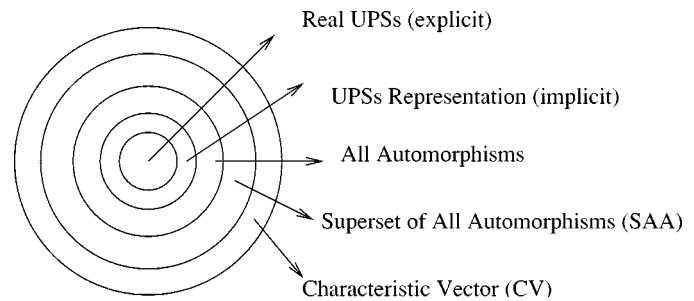 Real UPSs (explicit)
UPSs Representation (implicit)
All Automorphisms
Superset of All Automorphisms (SAA)
Characteristic Vector (CV)